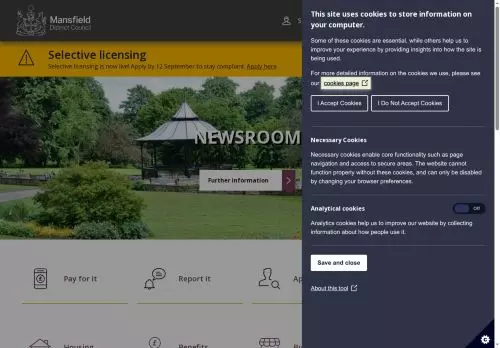 Mansfield
District Council
S
Selective licensing
Selective licensing is now live! Apply by 12 September to stay compliant. Apply here.
NEWSROOM
Further information
Pay for it
Report it
Ap
Housing
Benefits
Bu
This site uses cookies to store information on
your computer.
Some of these cookies are essential, while others help us to
improve your experience by providing insights into how the site is
being used.
For more detailed information on the cookies we use, please see
our cookies page
I Accept Cookies
I Do Not Accept Cookies
Necessary Cookies
Necessary cookies enable core functionality such as page
navigation and access to secure areas. The website cannot
function properly without these cookies, and can only be disabled
by changing your browser preferences.
Analytical cookies
Off
Analytics cookies help us to improve our website by collecting
information about how people use it.
Save and close
About this tool